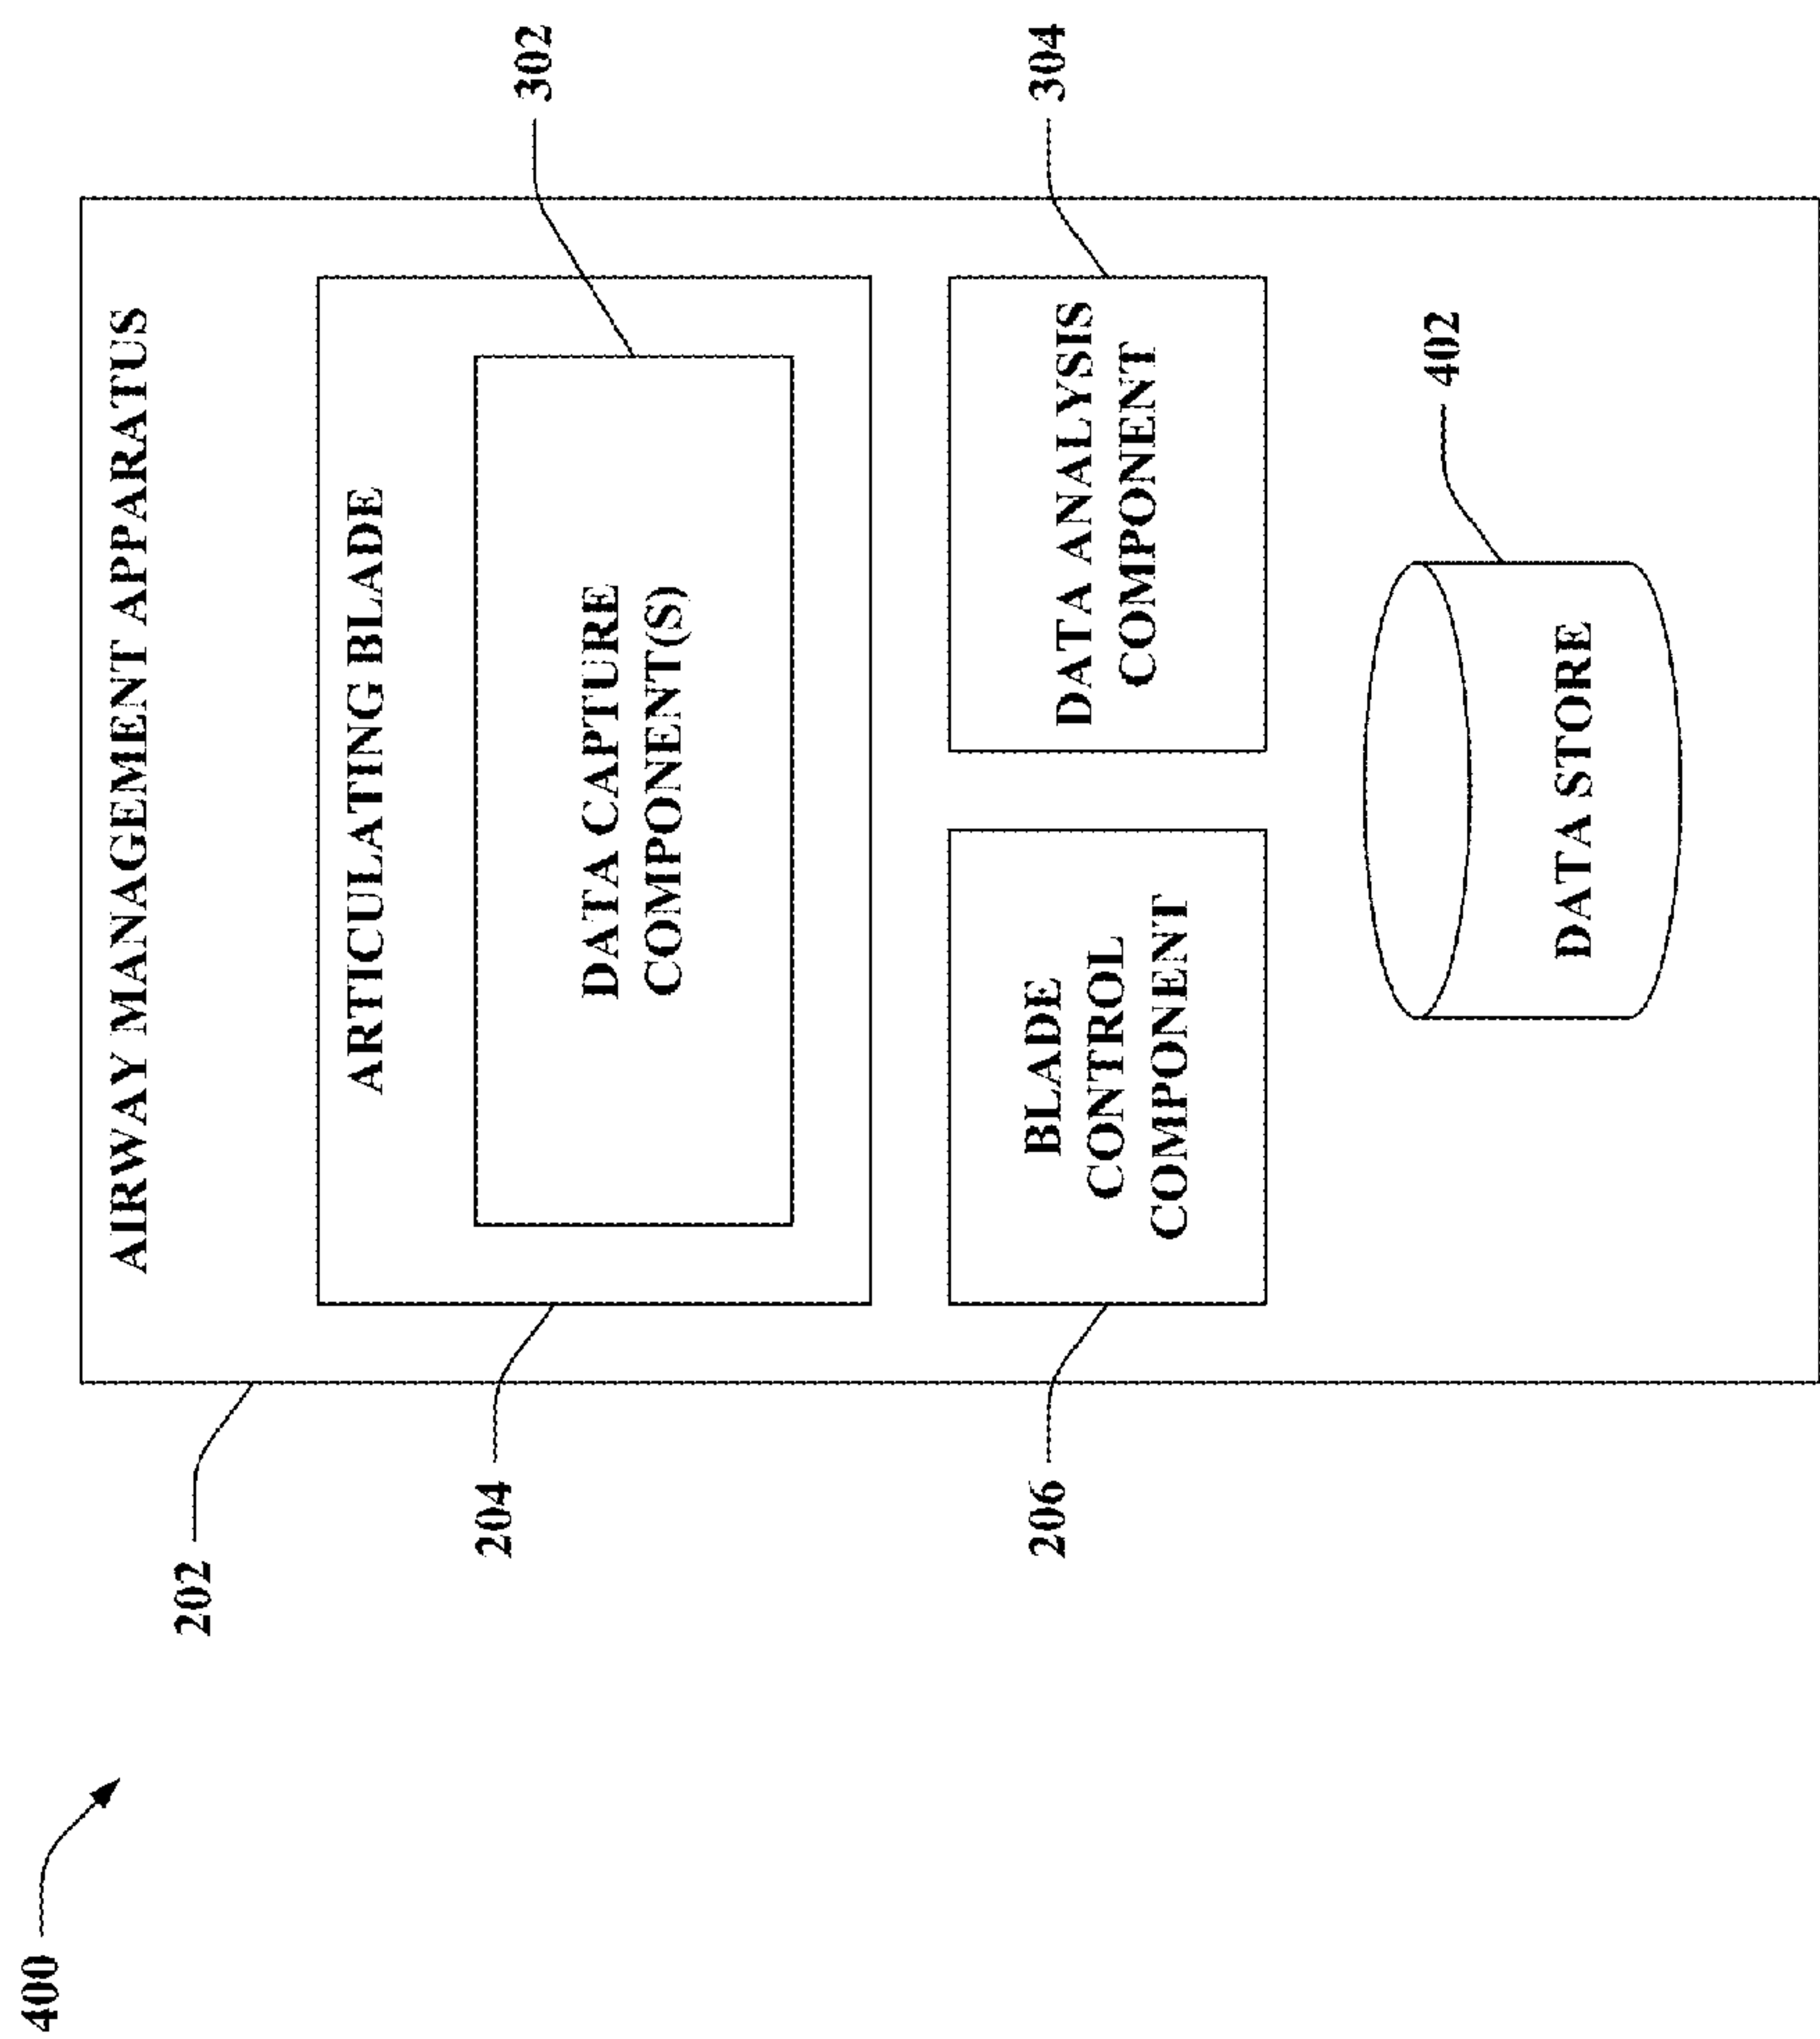 400
202
AIRWAY MANAGEMENT APPARATUS
204
ARTICULATING BLADE
302
DATA CAPTURE
COMPONENT(S)
206
BLADE
CONTROL
COMPONENT
304
DATA ANALYSIS
COMPONENT
402
DATA STORE